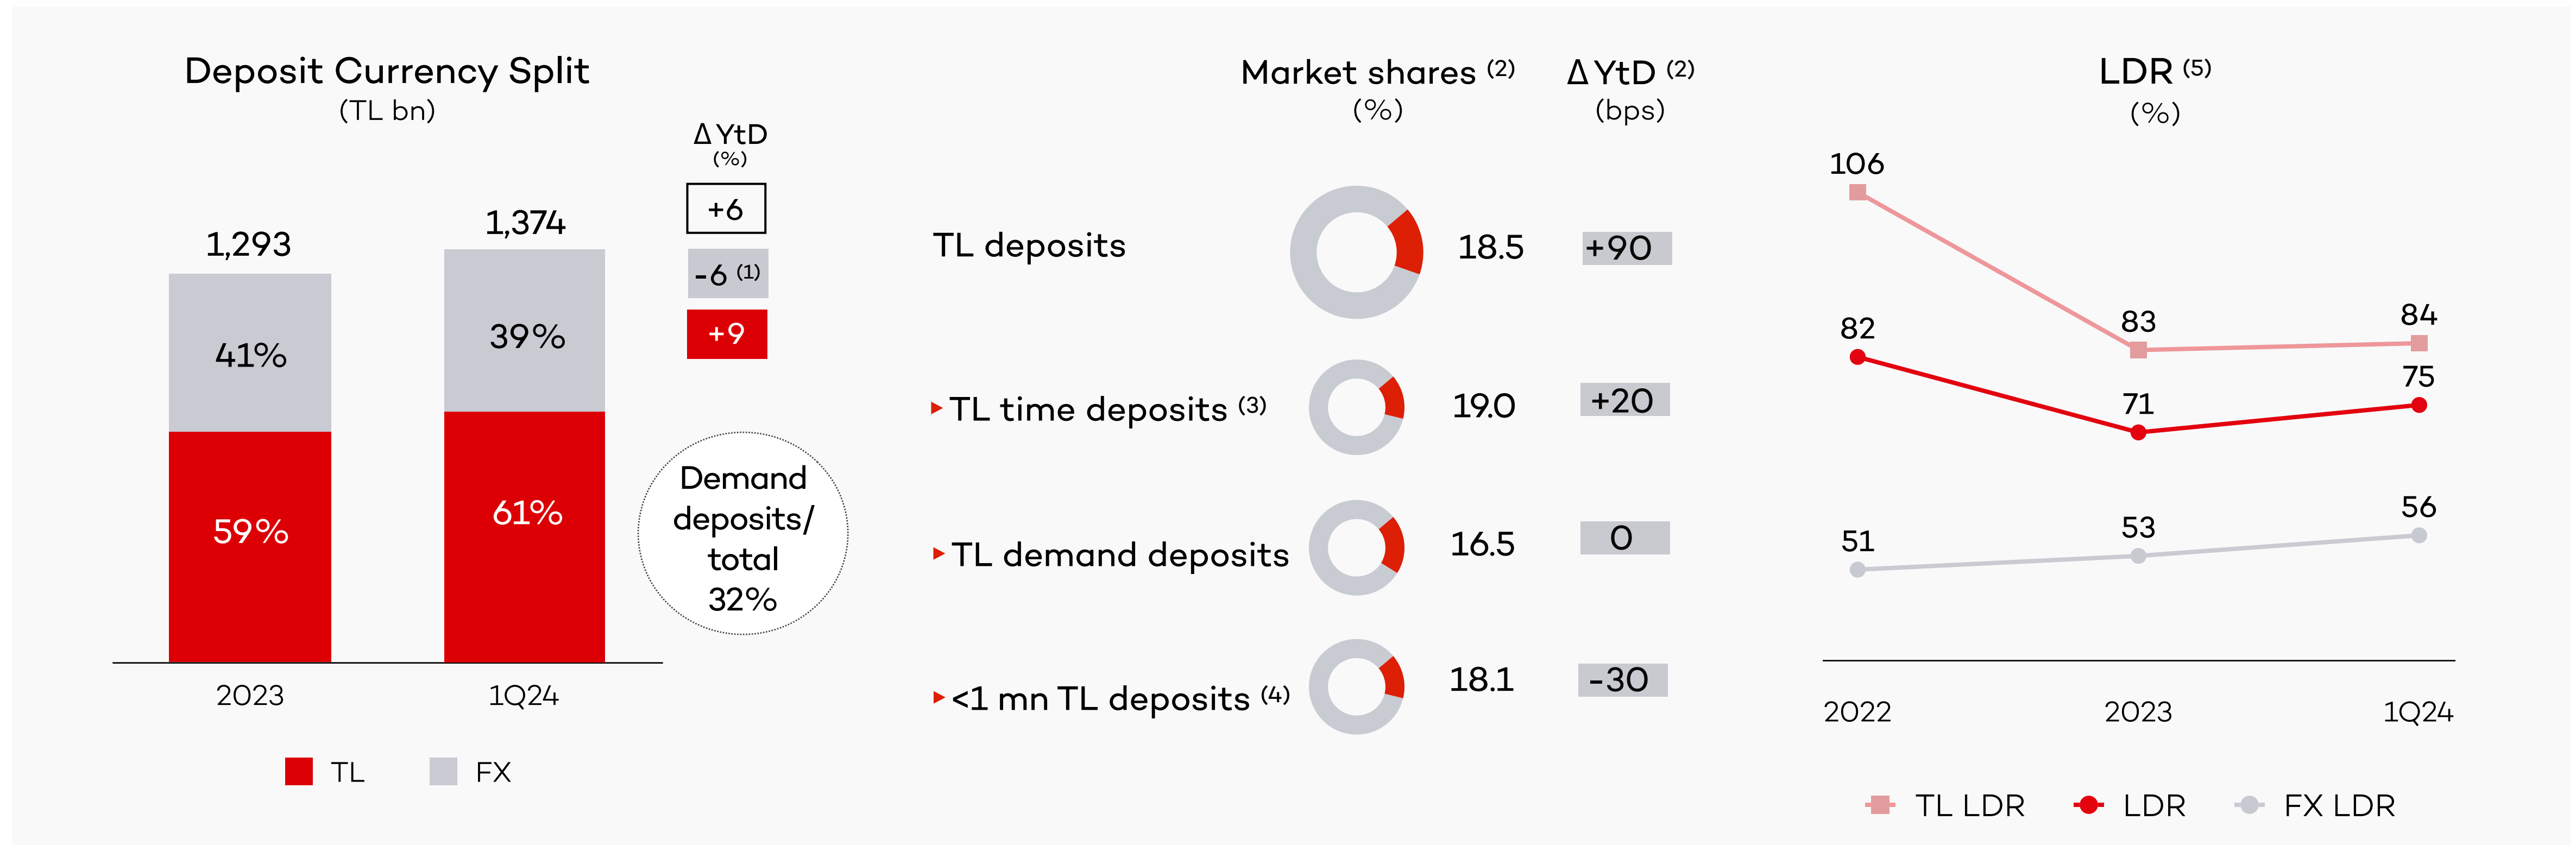 Deposit Currency Split
(TL bn)
Δ YtD
(%)
+6
-6 (1)
+9
1,293
1,374
41%
39%
59%
61%
2023
1Q24
TL
FX
Demand
deposits/
total
32%
Market shares (2)
(%)
Δ YtD (2)
(bps)
TL deposits
18.5
+90
TL time deposits (3)
19.0
+20
TL demand deposits
16.5
0
<1 mn TL deposits (4)
18.1
-30
LDR (5)
(%)
106
83
84
82
71
75
51
53
56
2022
2023
1Q24
TL LDR
LDR
FX LDR